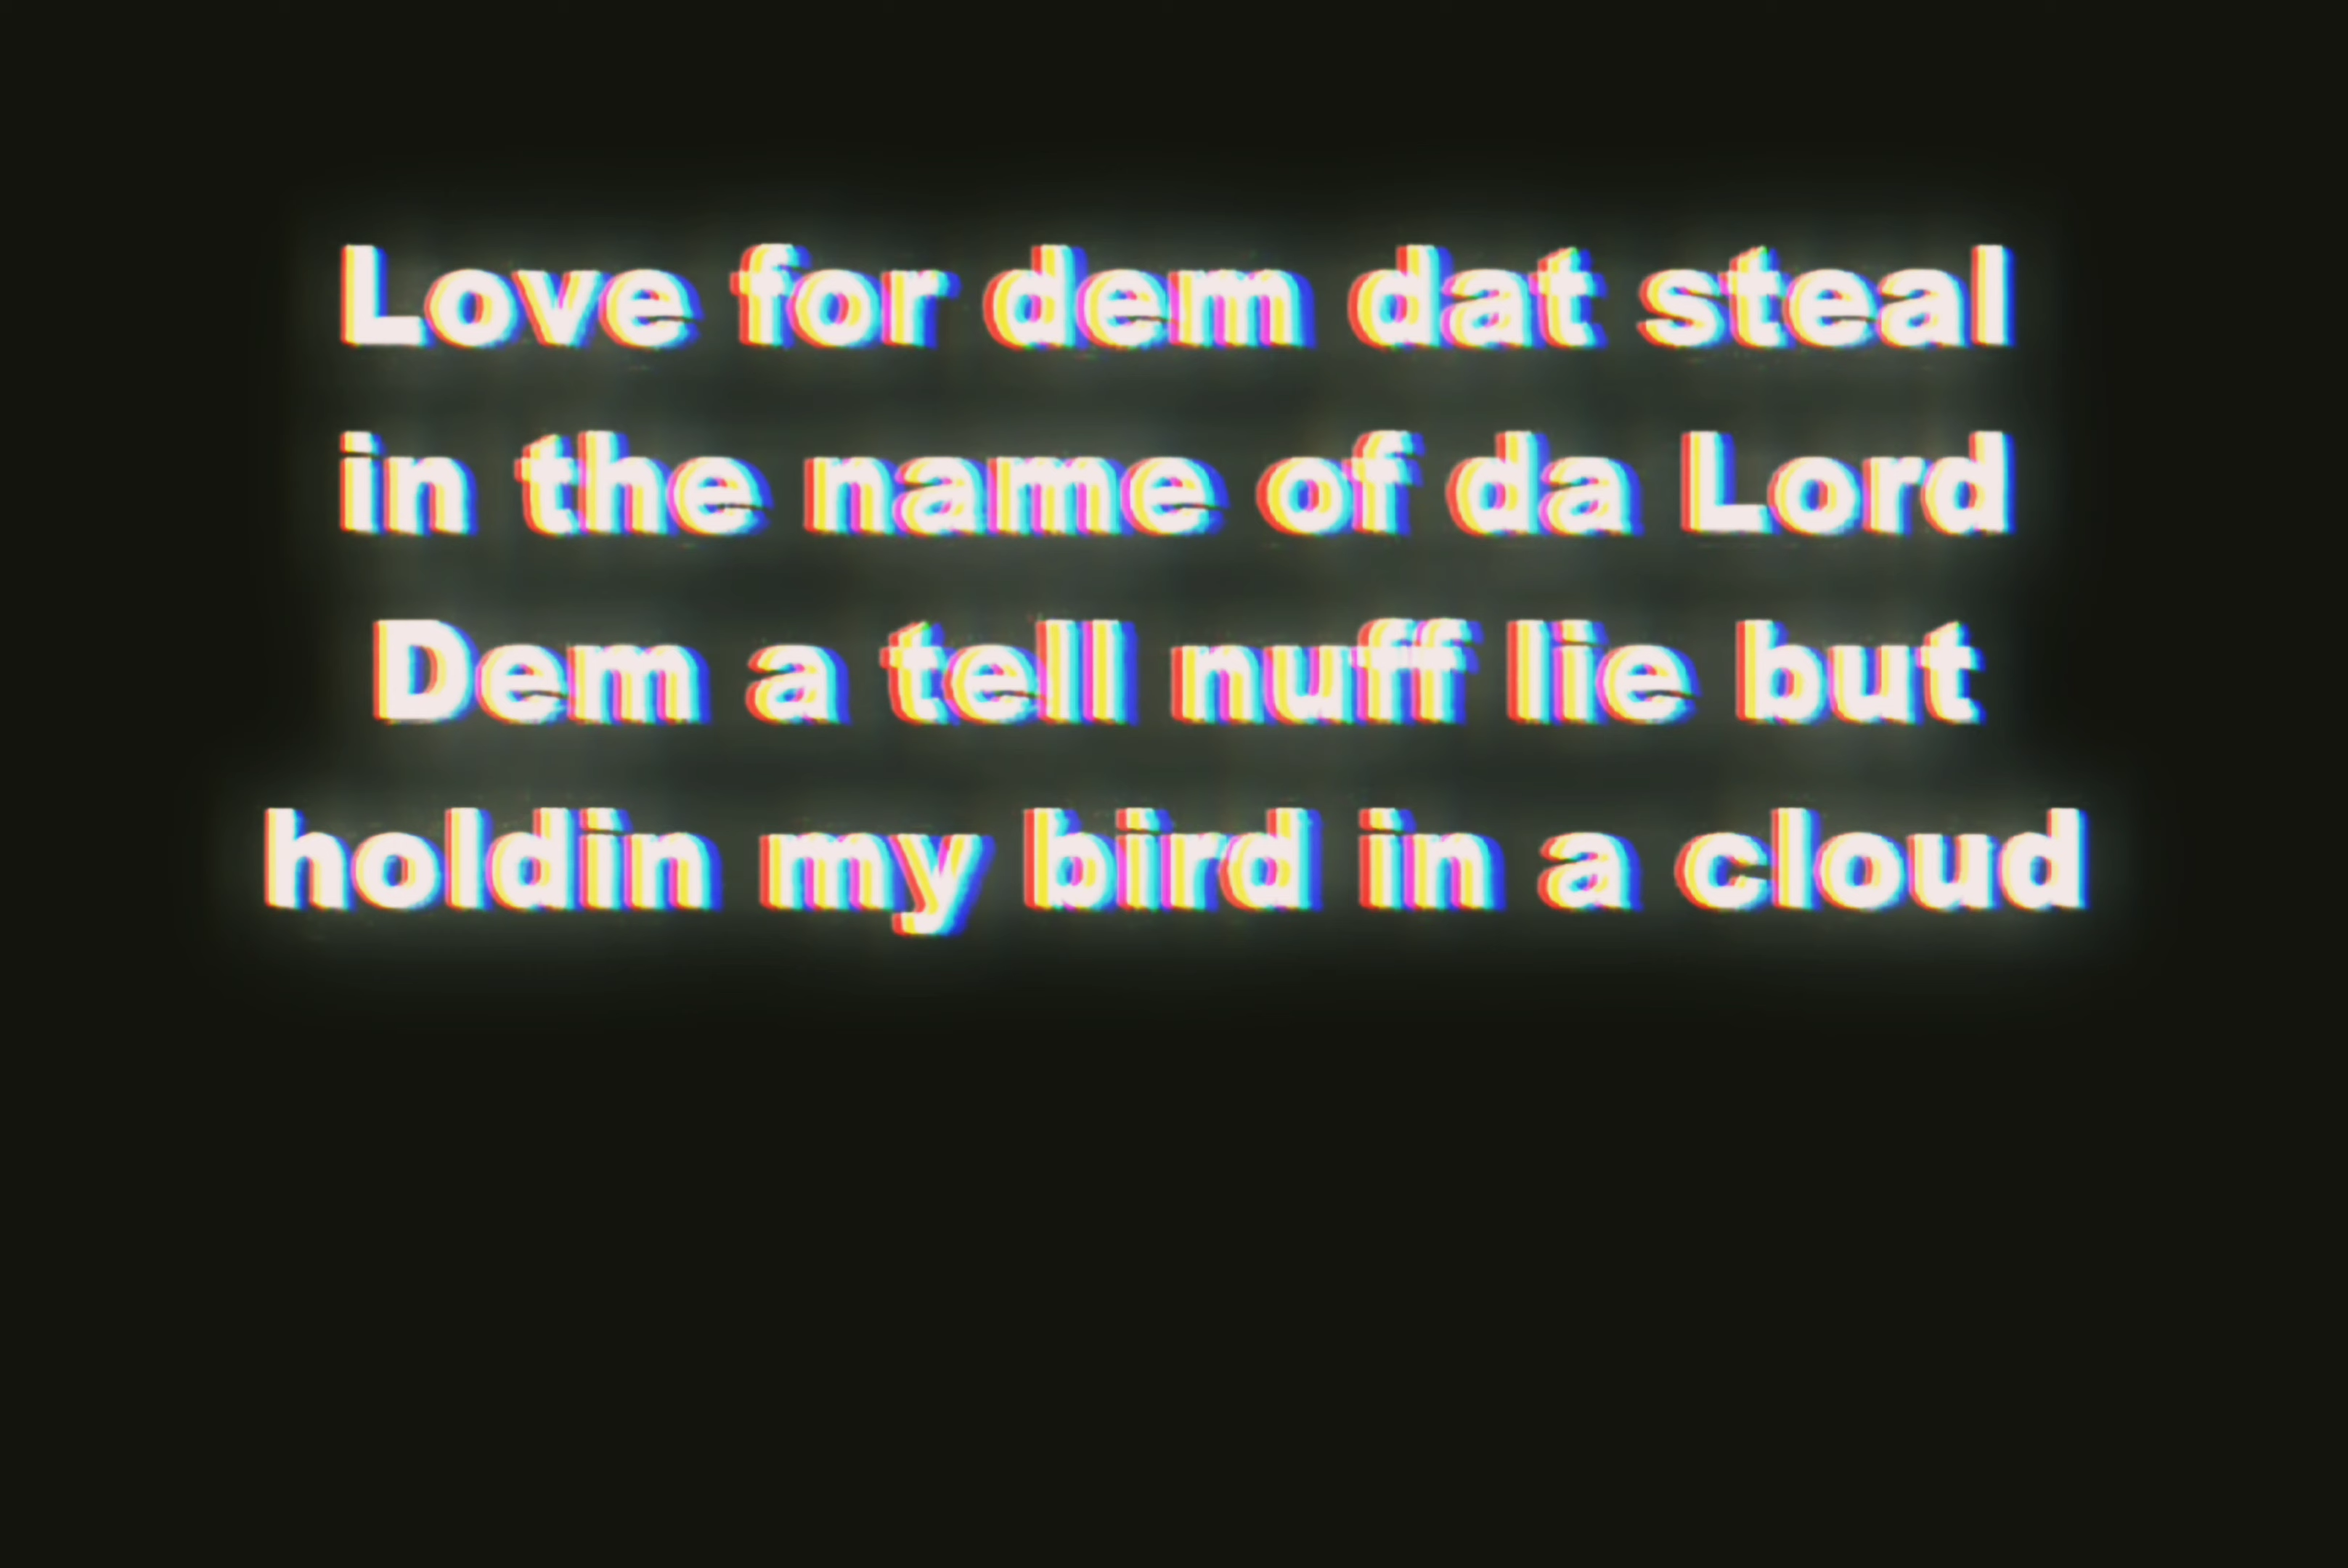 Love for dem dat steal
in the name of da Lord
Dem a tell nuff lie but
holdin my bird in a cloud